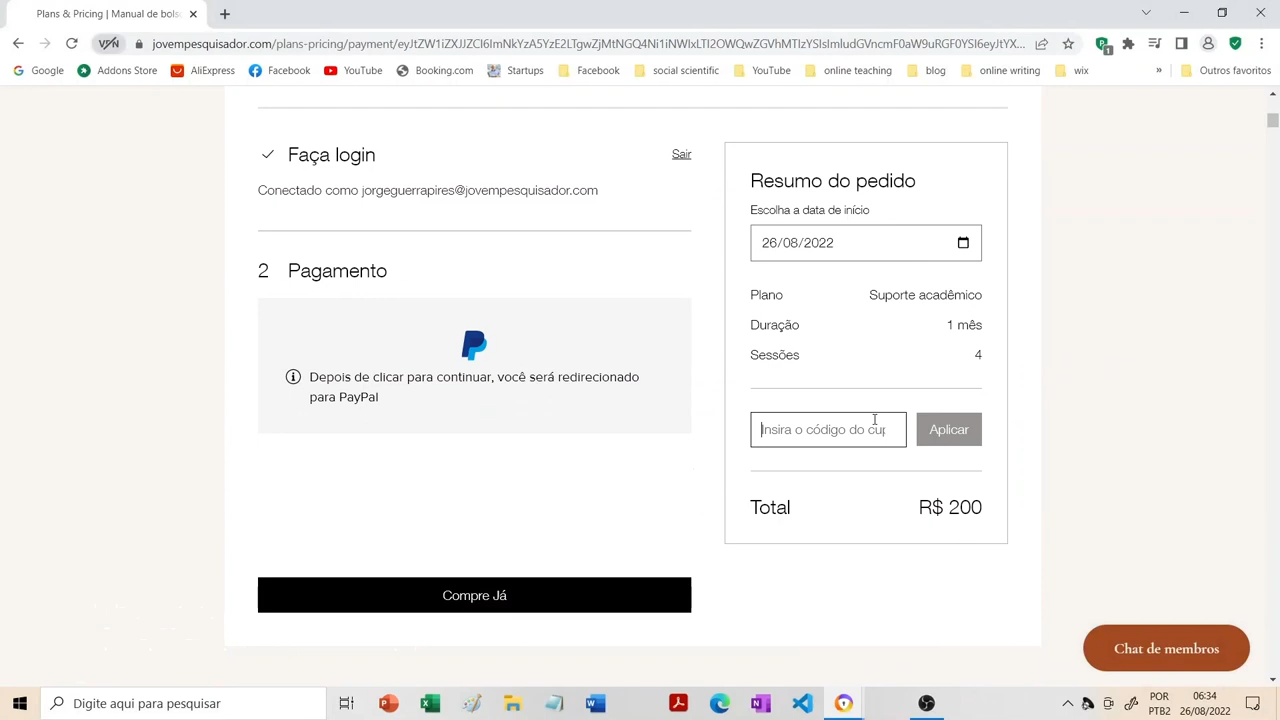 Plans & Pricing | Manual de bols
jovempesquisador.com/plans-pricing/payment/
Google
Addons Store
AliExpress
Facebook
YouTube
Booking.com
Startups
Facebook
social scientific
YouTube
online teaching
blog
online writing
wix
»
Outros favoritos
Faça login
Sair
Conectado como jorgeguerrapires@jovempesquisador.com
2 Pagamento
Depois de clicar para continuar, você será redirecionado
para PayPal
Compre Já
Resumo do pedido
Escolha a data de início
26/08/2022
Plano Suporte acadêmico
Duração 1 mês
Sessões 4
Insira o código do cup
Aplicar
Total R$ 200
Chat de membros
Digite aqui para pesquisar
POR
PTB2
06:34
26/08/2022